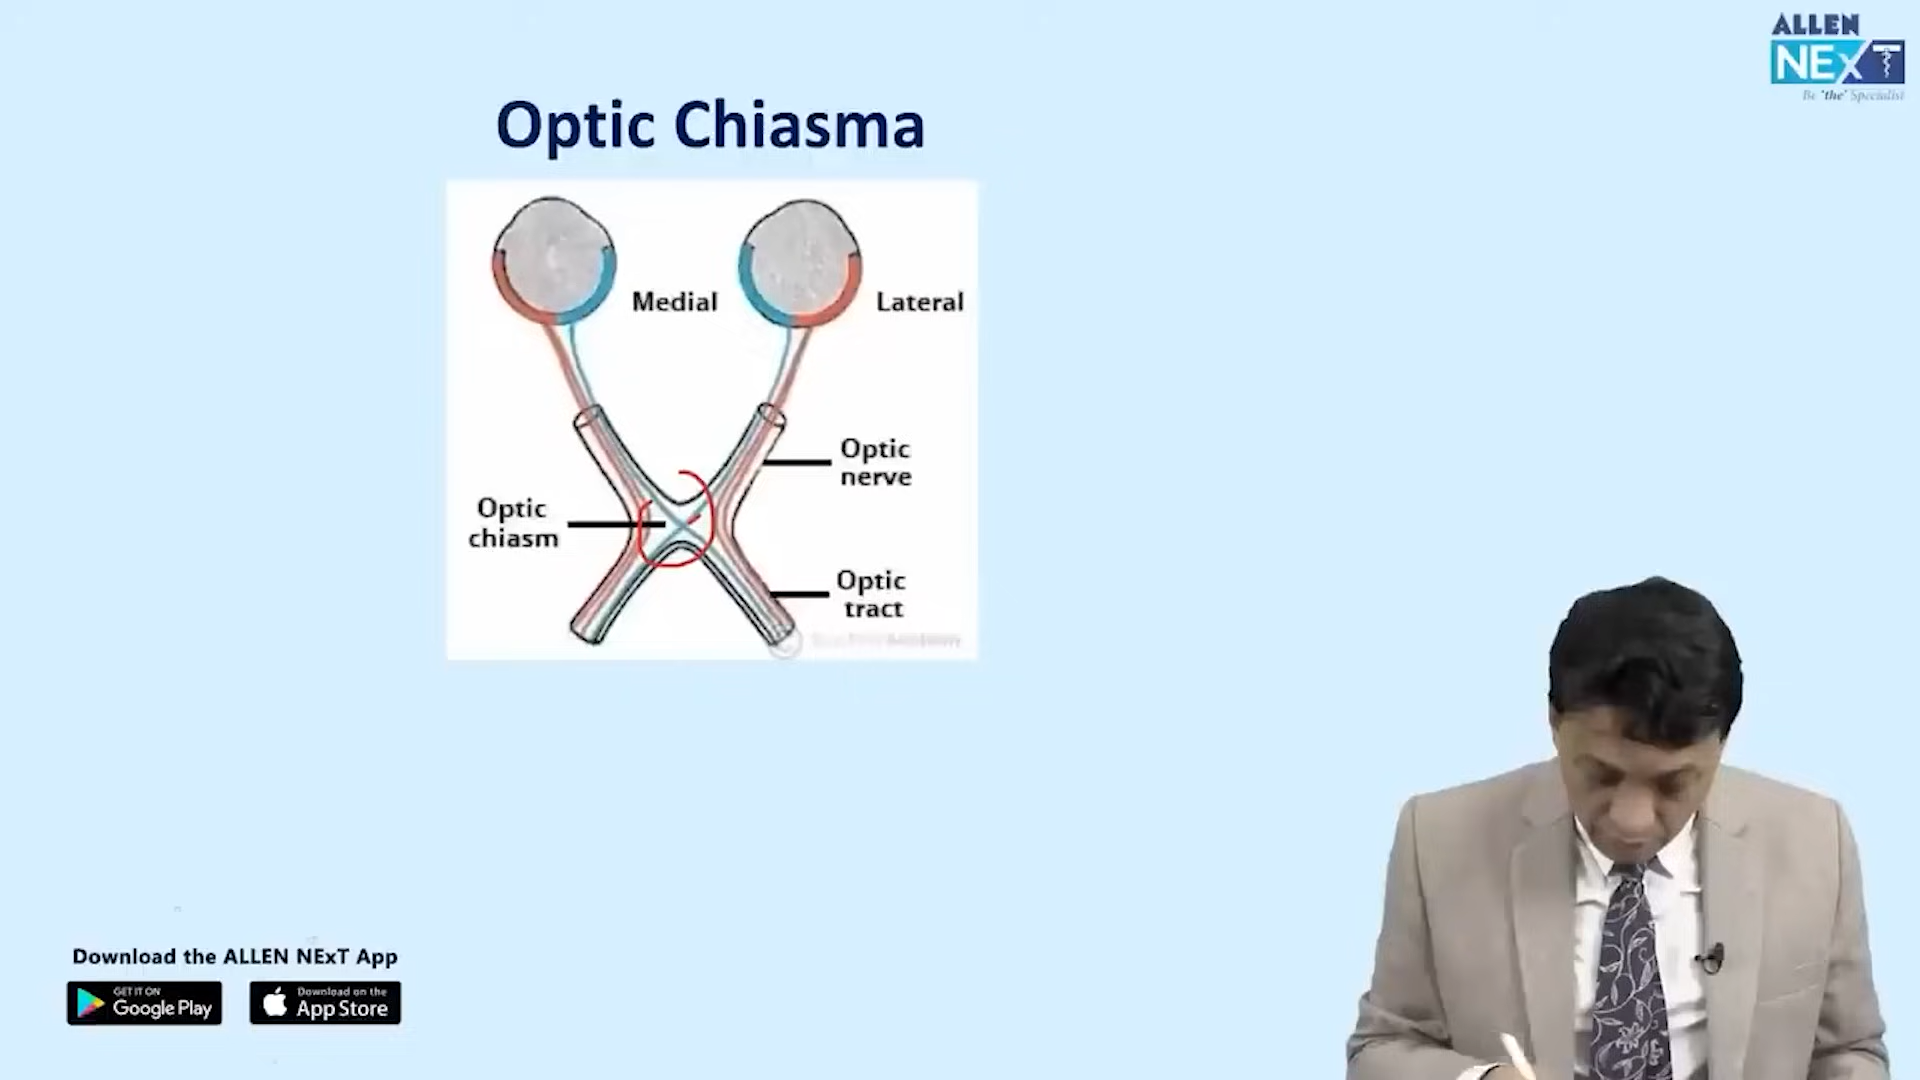 ALLEN
NEXT
Be 'the' Specialist
Optic Chiasma
Medial
Lateral
Optic
nerve
Optic
chiasm
Optic
tract
Download the ALLEN NExT App
GET IT ON
Google Play
Download on the
App Store